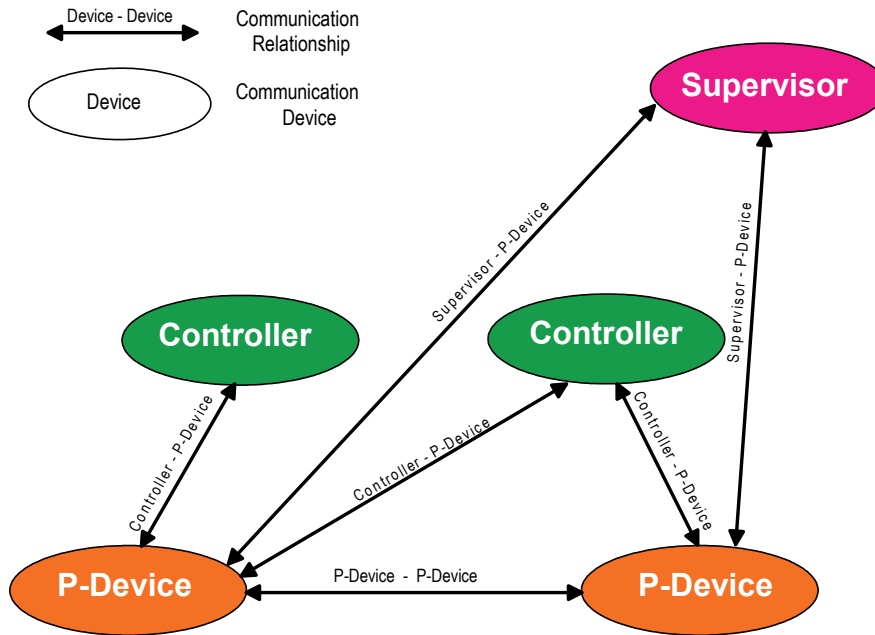 Device - Device
Communication
Relationship
Device
Communication
Device
Supervisor
Supervisor - P-Device
Supervisor - P-Device
Controller
Controller
Controller - P-Device
Controller - P-Device
Controller - P-Device
P-Device
P-Device - P-Device
P-Device